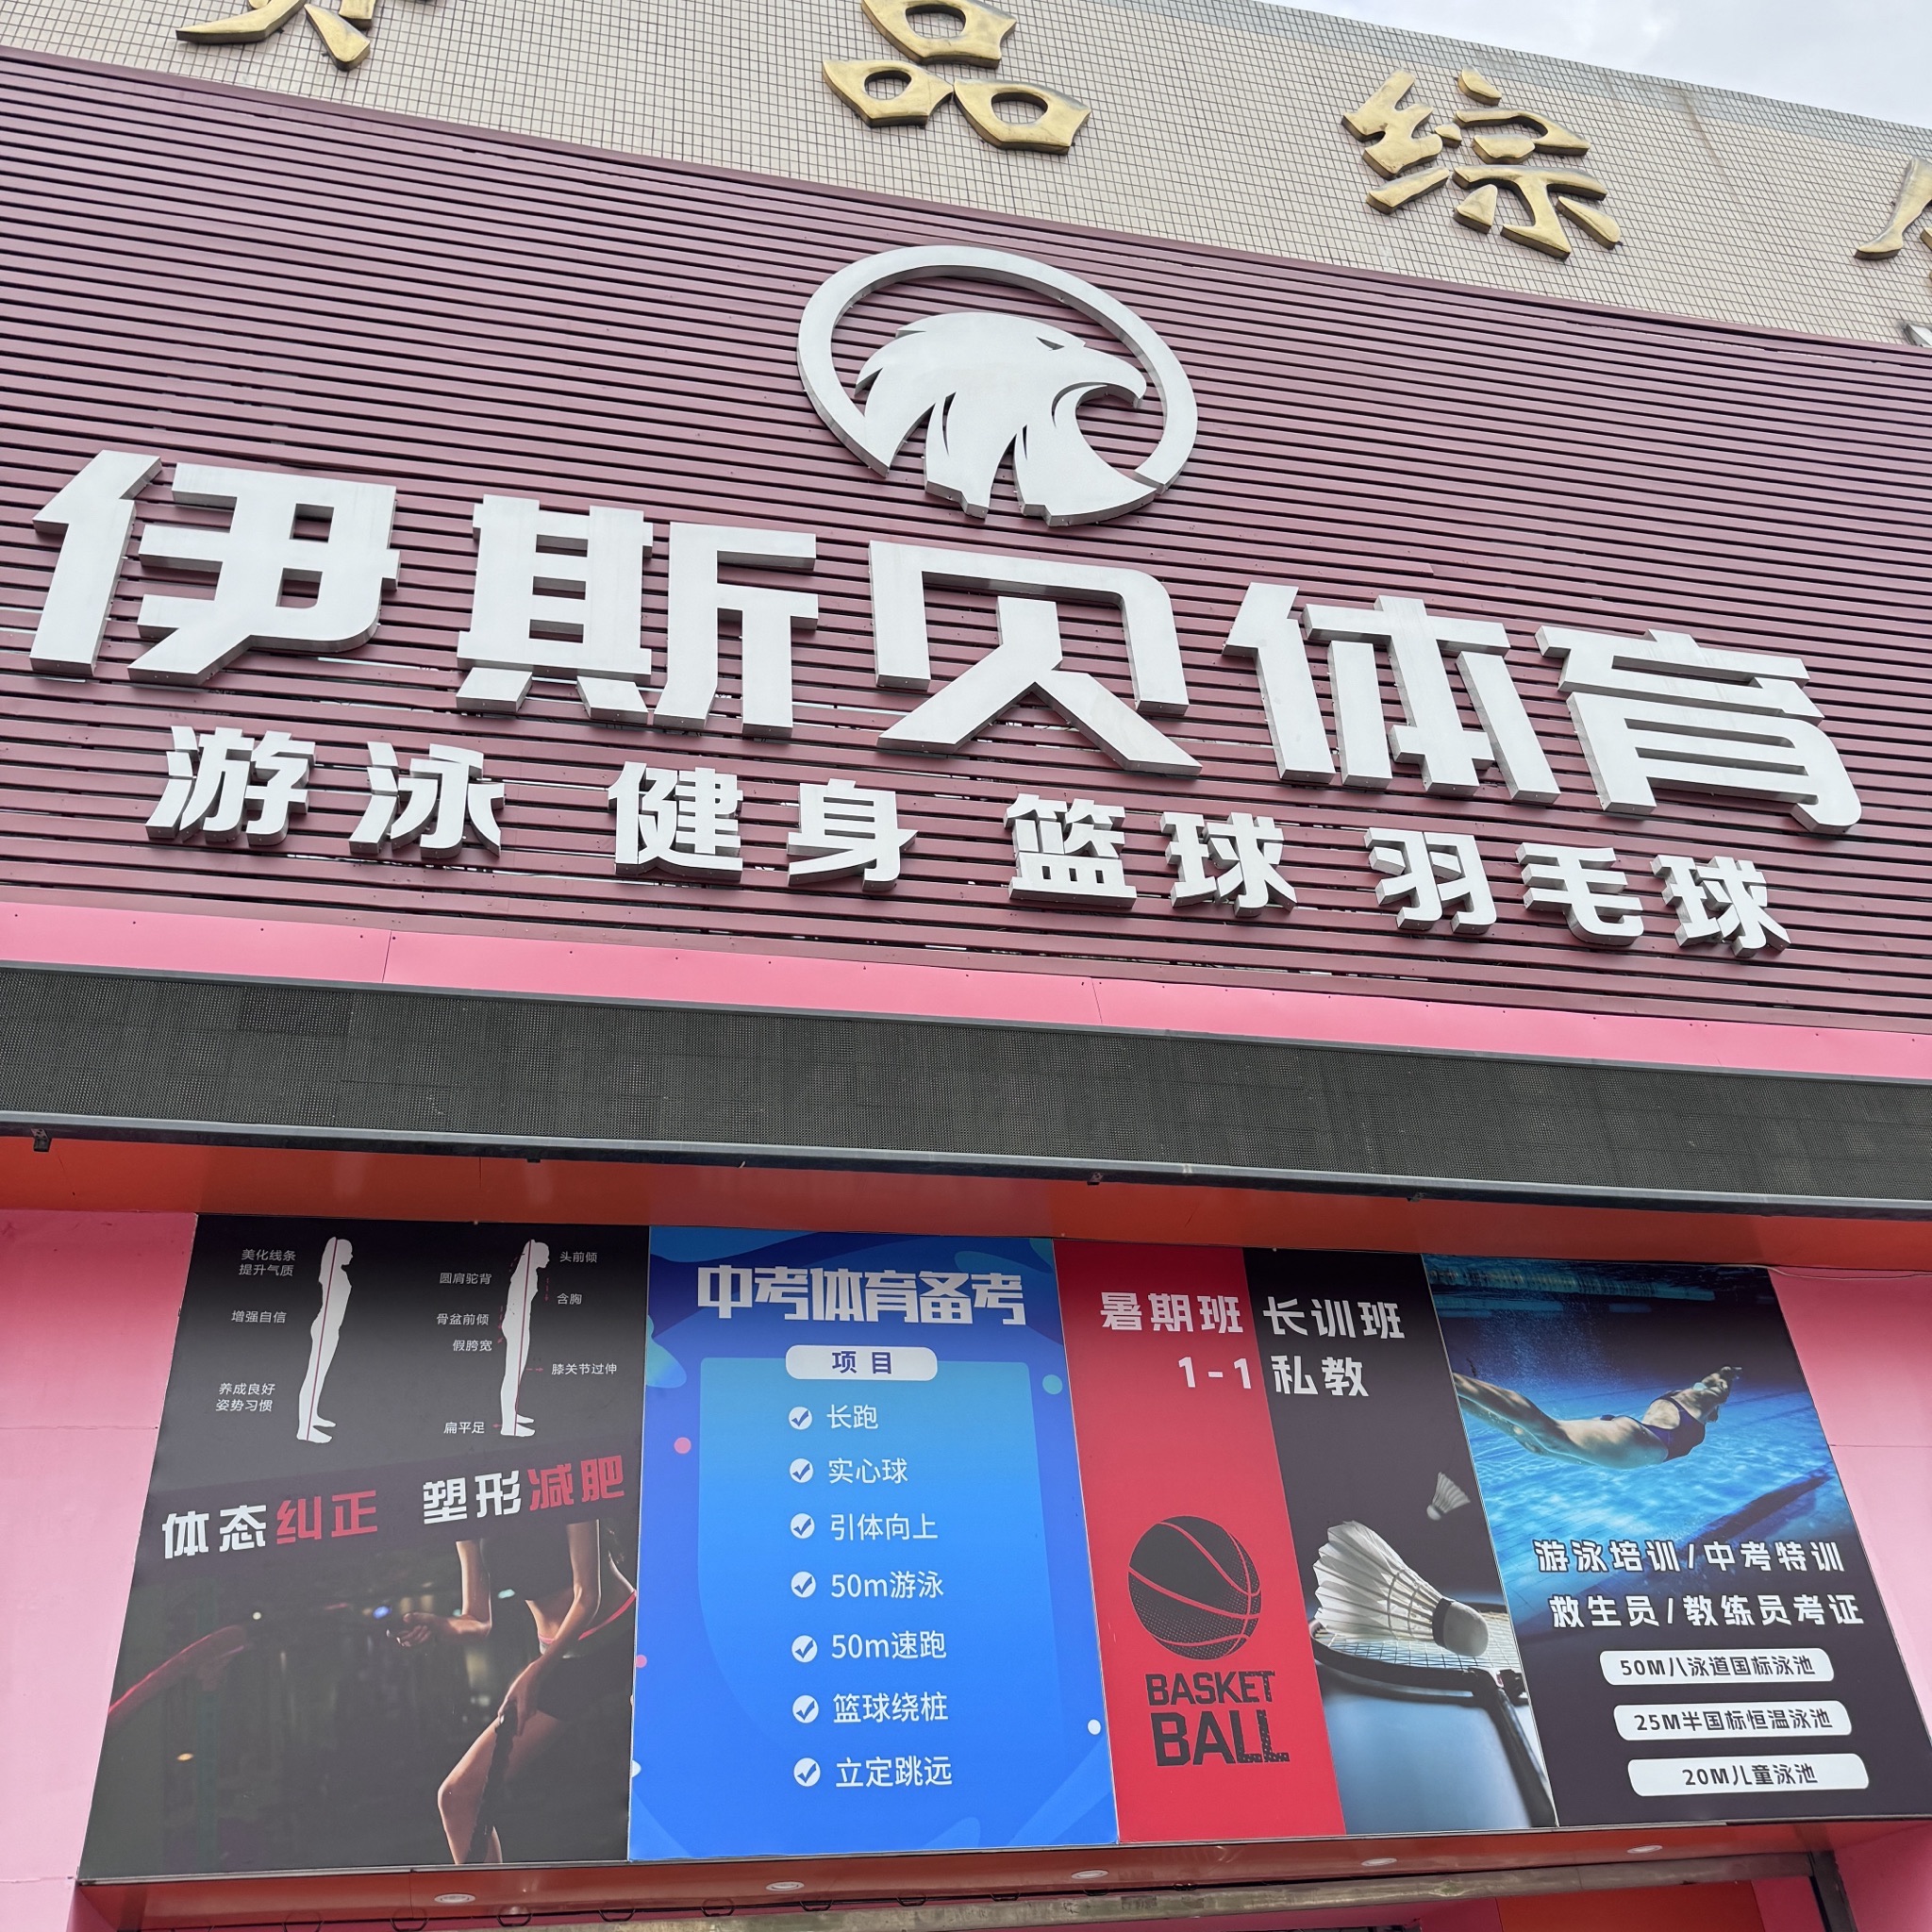 品综
伊斯贝体育
游泳 健身 篮球 羽毛球
美化线条
提升气质
增强自信
养成良好
姿势习惯
头前倾
圆肩驼背
含胸
骨盆前倾
假胯宽
膝关节过伸
扁平足
体态纠正 塑形减肥
中考体育备考
项目
长跑
实心球
引体向上
50m游泳
50m速跑
篮球绕桩
立定跳远
暑期班 长训班
1-1 私教
BASKET
BALL
游泳培训/中考特训
救生员/教练员考证
50M八泳道国标泳池
25M半国标恒温泳池
20M儿童泳池